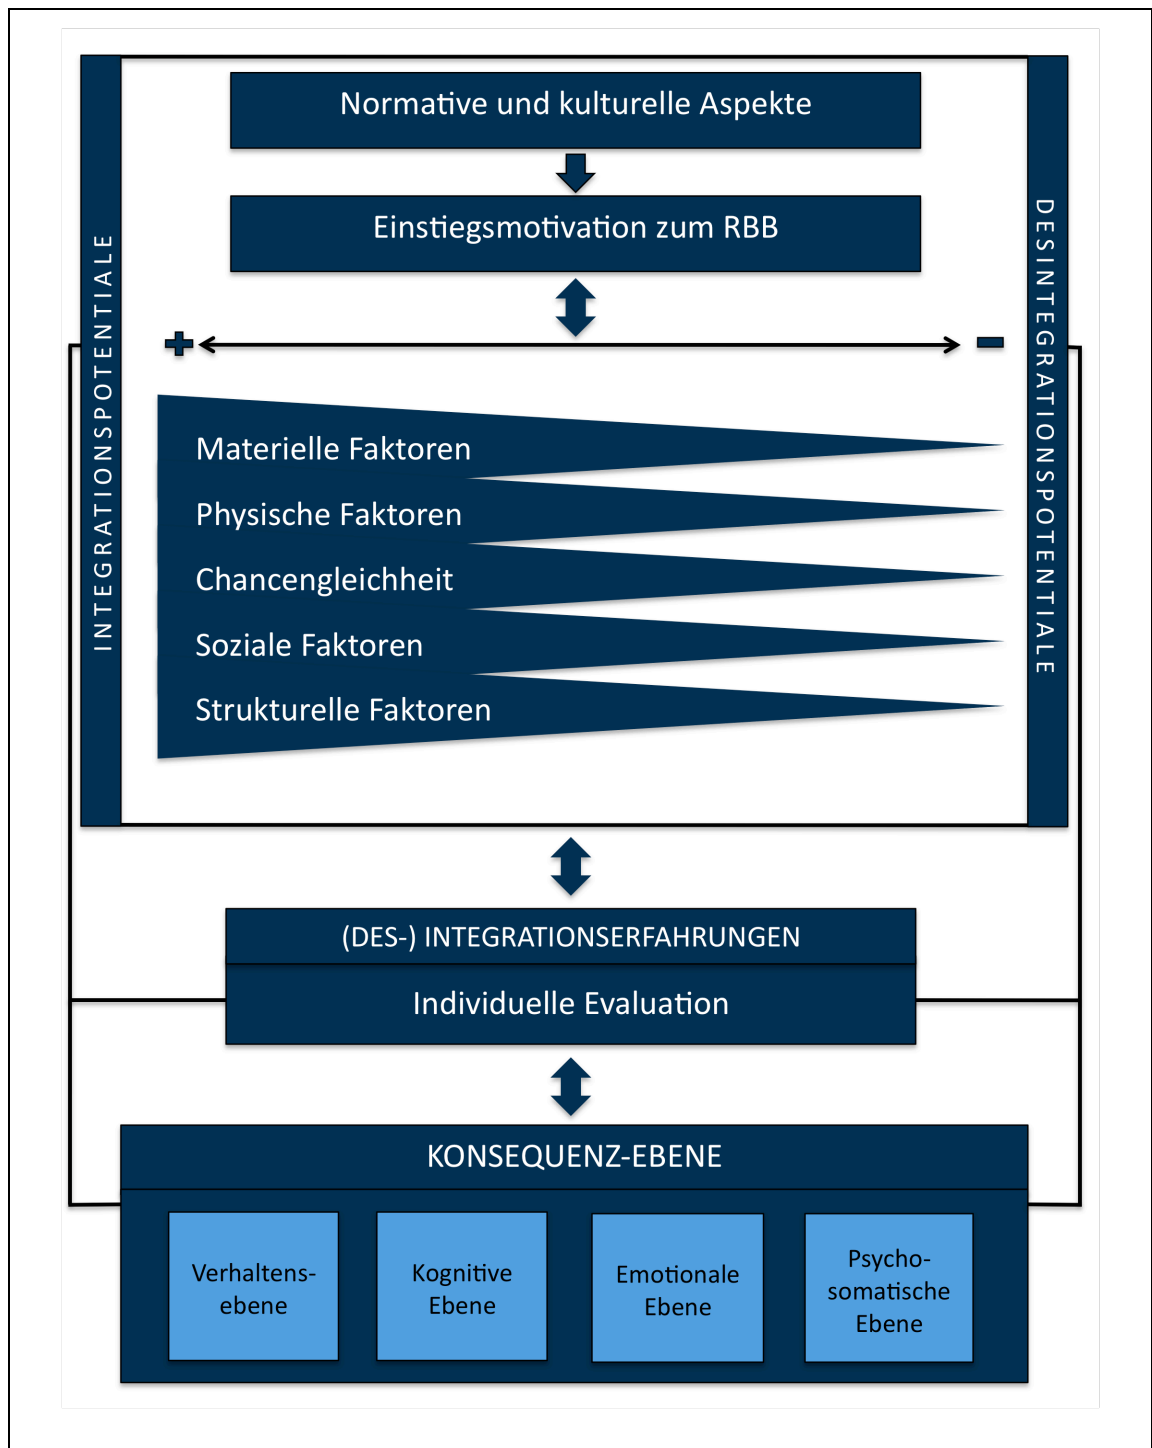 Normative und kulturelle Aspekte
Einstiegsmotivation zum RBB
INTEGRATIONSPOTENTIALE
DESINTEGRATIONSPOTENTIALE
Materielle Faktoren
Physische Faktoren
Chancengleichheit
Soziale Faktoren
Strukturelle Faktoren
(DES-) INTEGRATIONSERFAHRUNGEN
Individuelle Evaluation
KONSEQUENZ-EBENE
Verhaltens-
ebene
Kognitive
Ebene
Emotionale
Ebene
Psycho-
somatische
Ebene